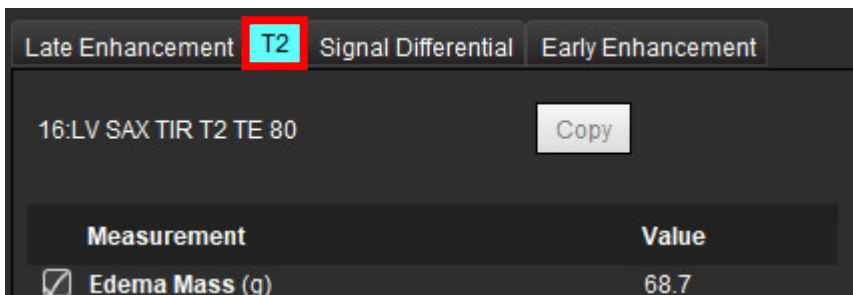 Late Enhancement T2 Signal Differential Early Enhancement
16:LV SAX TIR T2 TE 80 Copy
Measurement Value
Edema Mass (g) 68.7